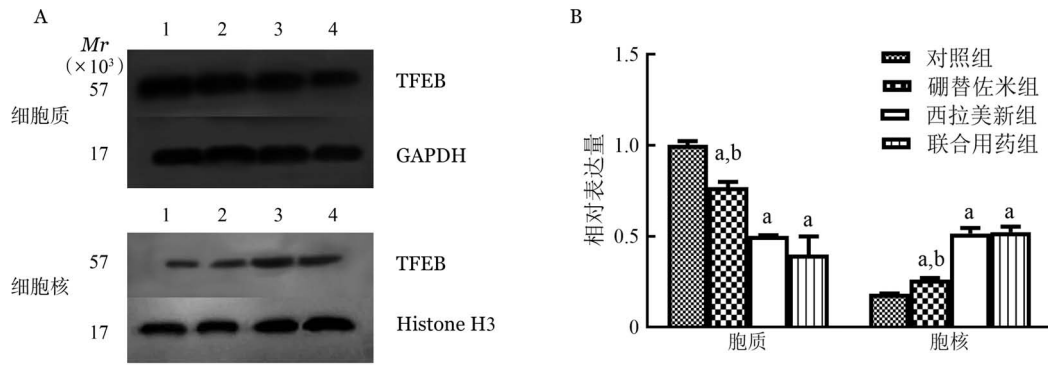 A
1 2 3 4
Mr
(×10³)
细胞质
57
TFEB
17
GAPDH
1 2 3 4
细胞核
57
TFEB
17
Histone H3
B
1.5
1.0
0.5
0
相对表达量
对照组
硼替佐米组
西拉美新组
联合用药组
a,b
a
a
a,b
a
a
胞质
胞核